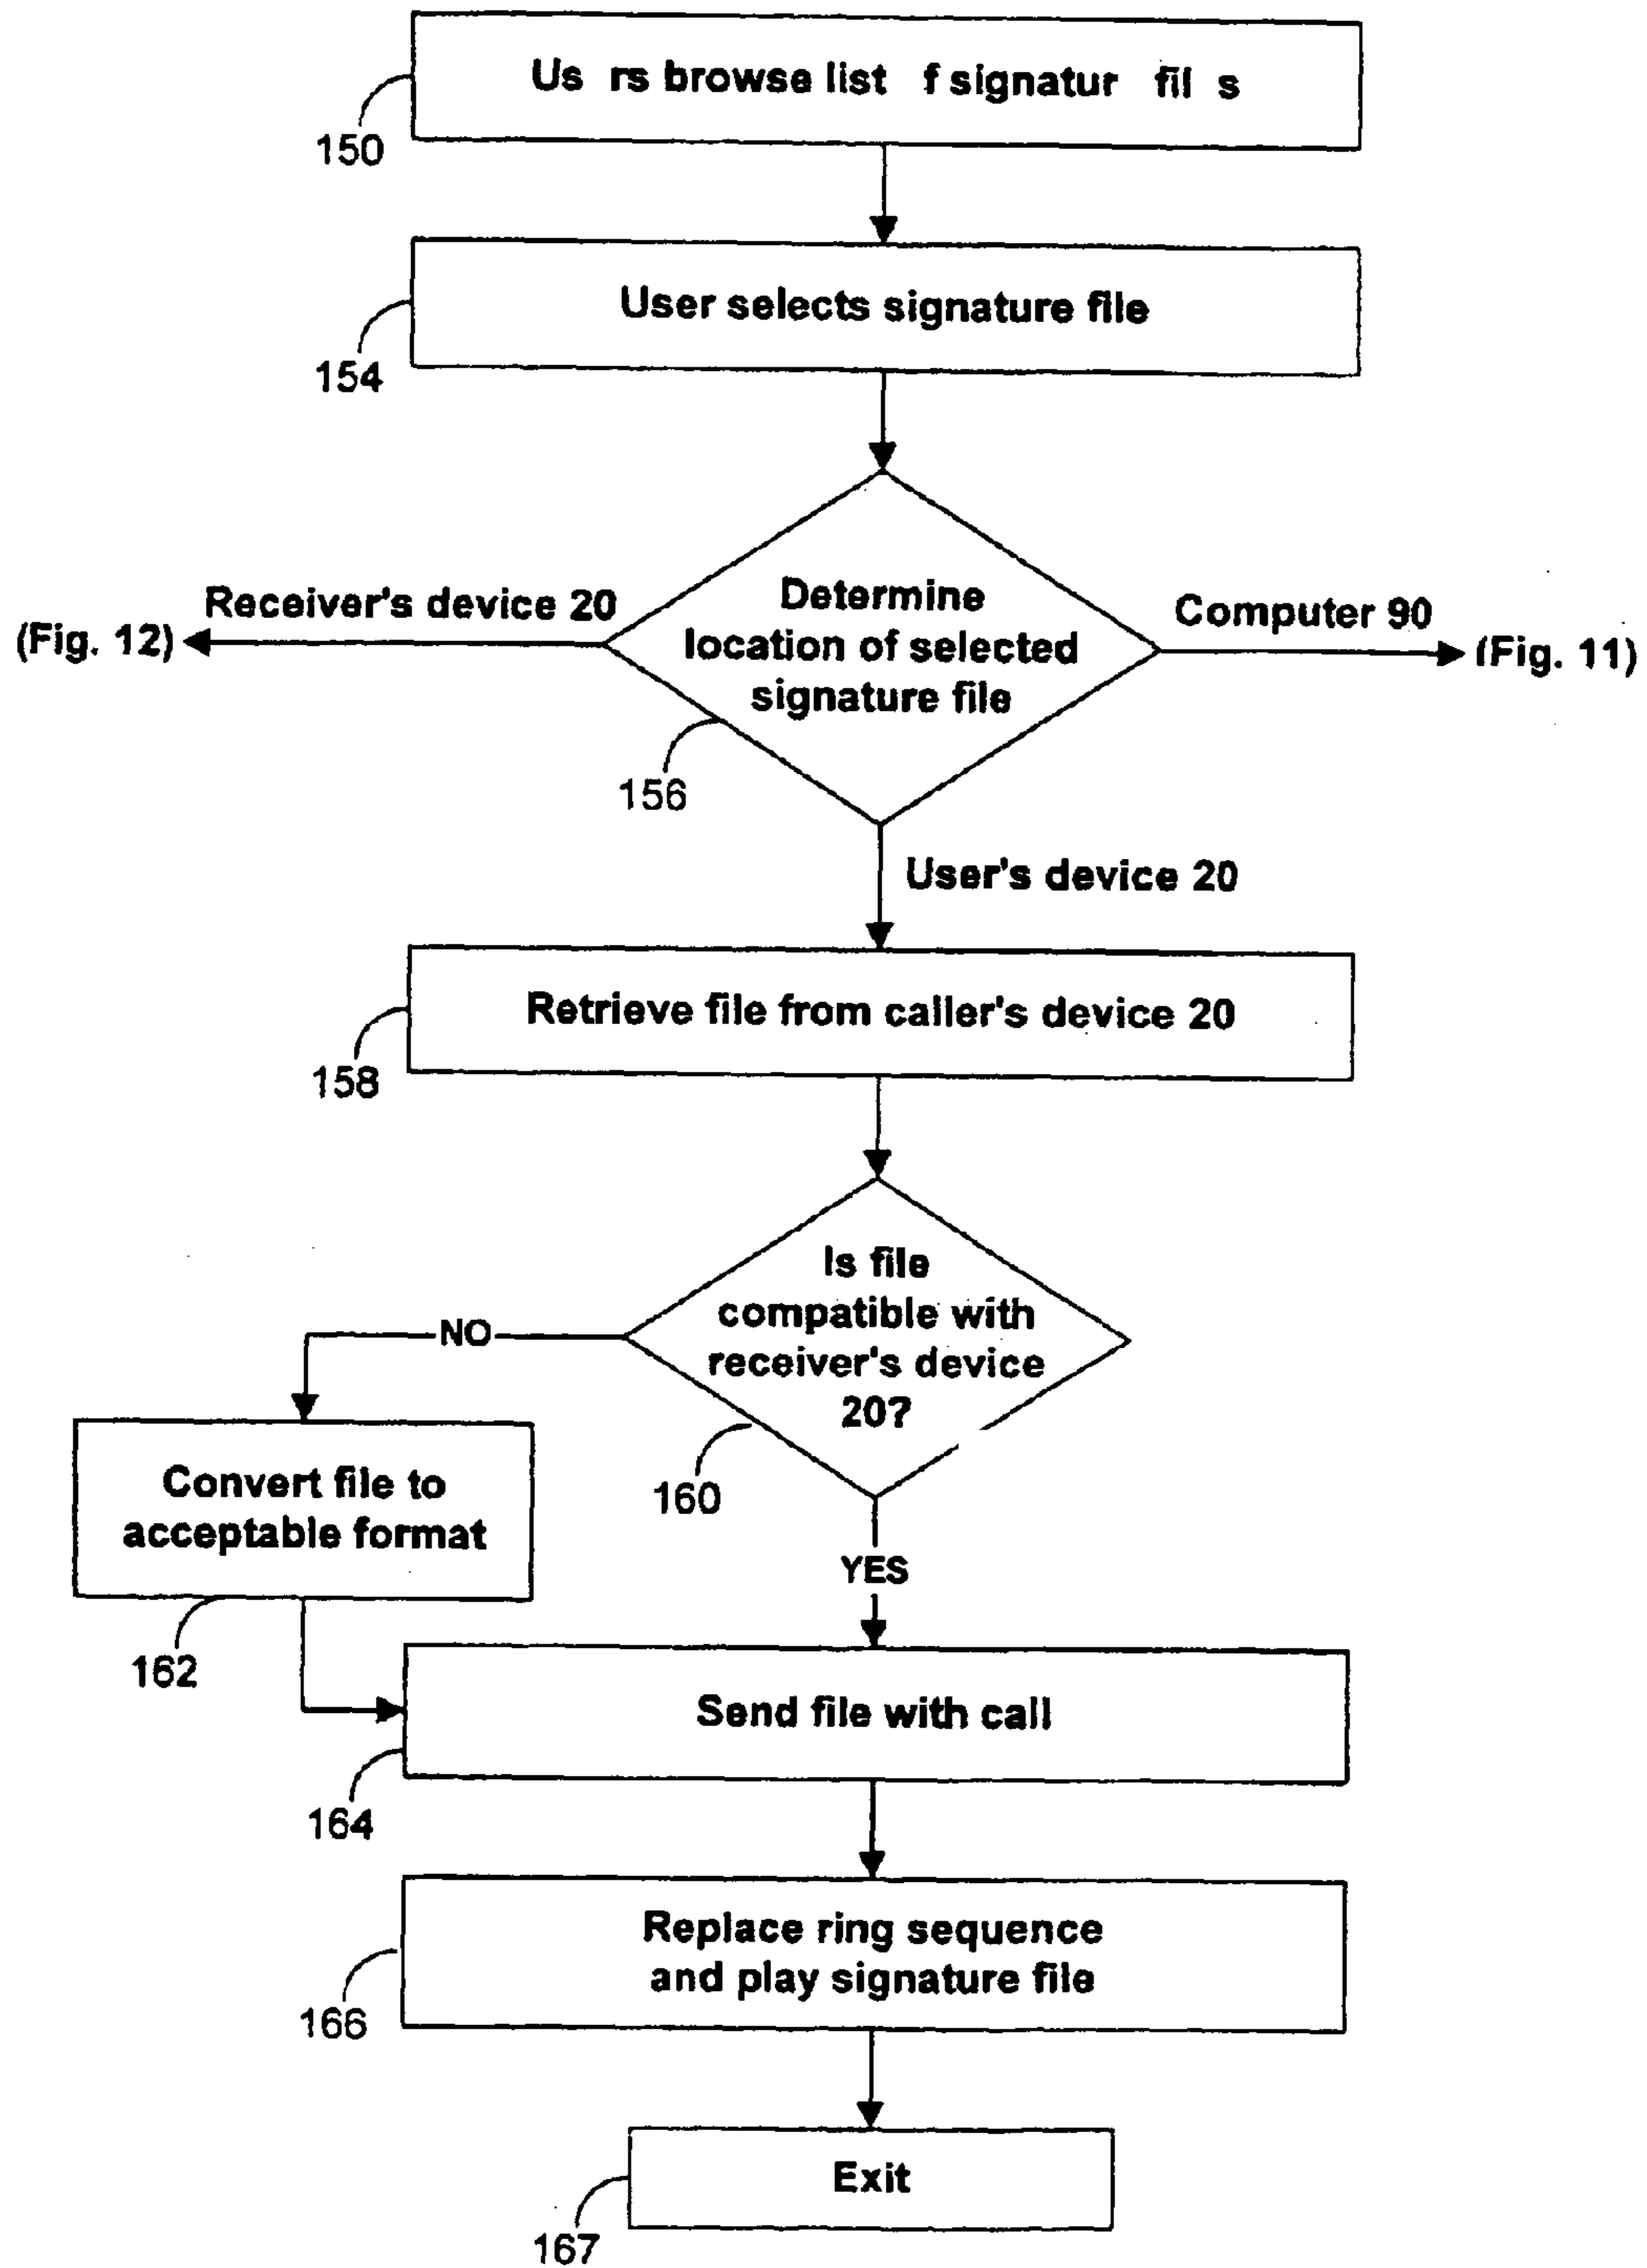 Us rs browse list f signatur fil s
150
User selects signature file
154
Determine
location of selected
signature file
Receiver's device 20
(Fig. 12)
Computer 90
(Fig. 11)
156
User's device 20
Retrieve file from caller's device 20
158
Is file
compatible with
receiver's device
20?
NO
160
Convert file to
acceptable format
162
YES
Send file with call
164
Replace ring sequence
and play signature file
166
Exit
167